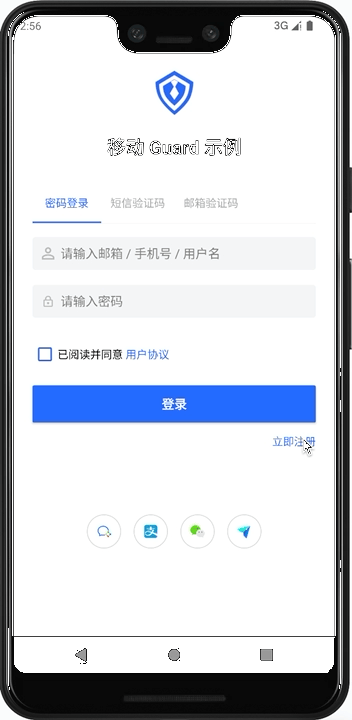 2:56
3G
移动 Guard 示例
密码登录 短信验证码 邮箱验证码
请输入邮箱 / 手机号 / 用户名
请输入密码
已阅读并同意 用户协议
登录
立即注册